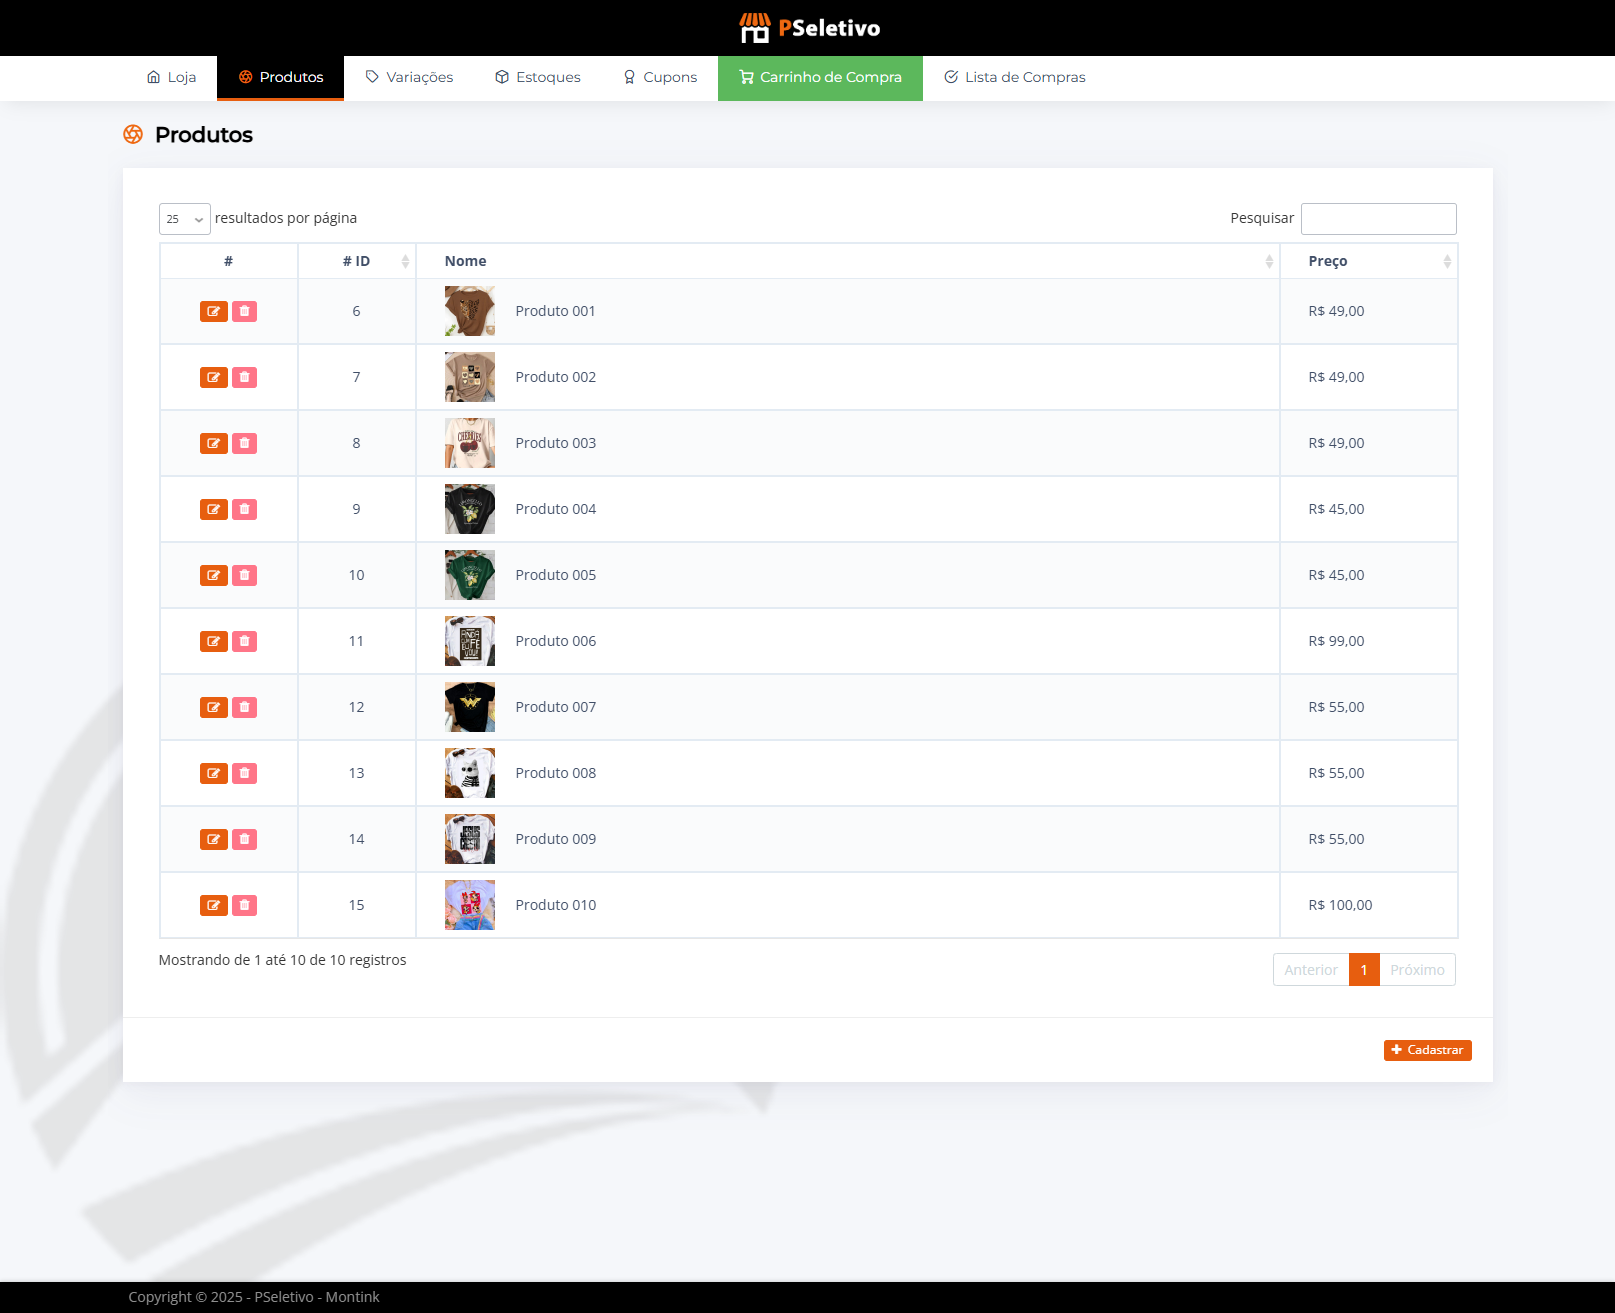 PSeletivo
Loja Produtos Variações Estoques Cupons Carrinho de Compra Lista de Compras
Produtos
25 resultados por página Pesquisar
# # ID Nome Preço
6 Produto 001 R$ 49,00
7 Produto 002 R$ 49,00
8 CHERRIES Produto 003 R$ 49,00
9 Produto 004 R$ 45,00
10 Produto 005 R$ 45,00
11 AINDA FÉ VOU! Produto 006 R$ 99,00
12 Produto 007 R$ 55,00
13 Produto 008 R$ 55,00
14 Produto 009 R$ 55,00
15 Produto 010 R$ 100,00
Mostrando de 1 até 10 de 10 registros Anterior 1 Próximo
Cadastrar
Copyright © 2025 - PSeletivo - Montink